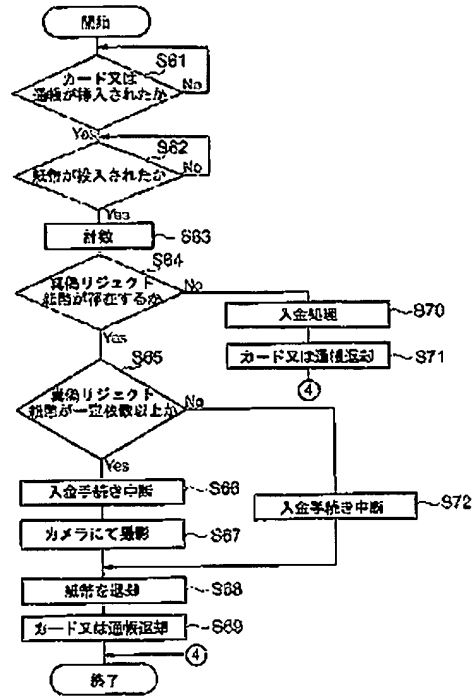 開始
S61
カード又は
通帳が挿入されたか
No
Yes
S62
紙幣が投入されたか
No
Yes
計数
S63
S64
真偽リジェクト
紙幣が存在するか
No
Yes
入金処理
S70
カード又は通帳返却
S71
④
S65
真偽リジェクト
紙幣が一定枚数以上か
No
Yes
入金手続き中断
S66
入金手続き中断
S72
カメラにて撮影
S67
紙幣を返却
S68
カード又は通帳返却
S69
④
終了